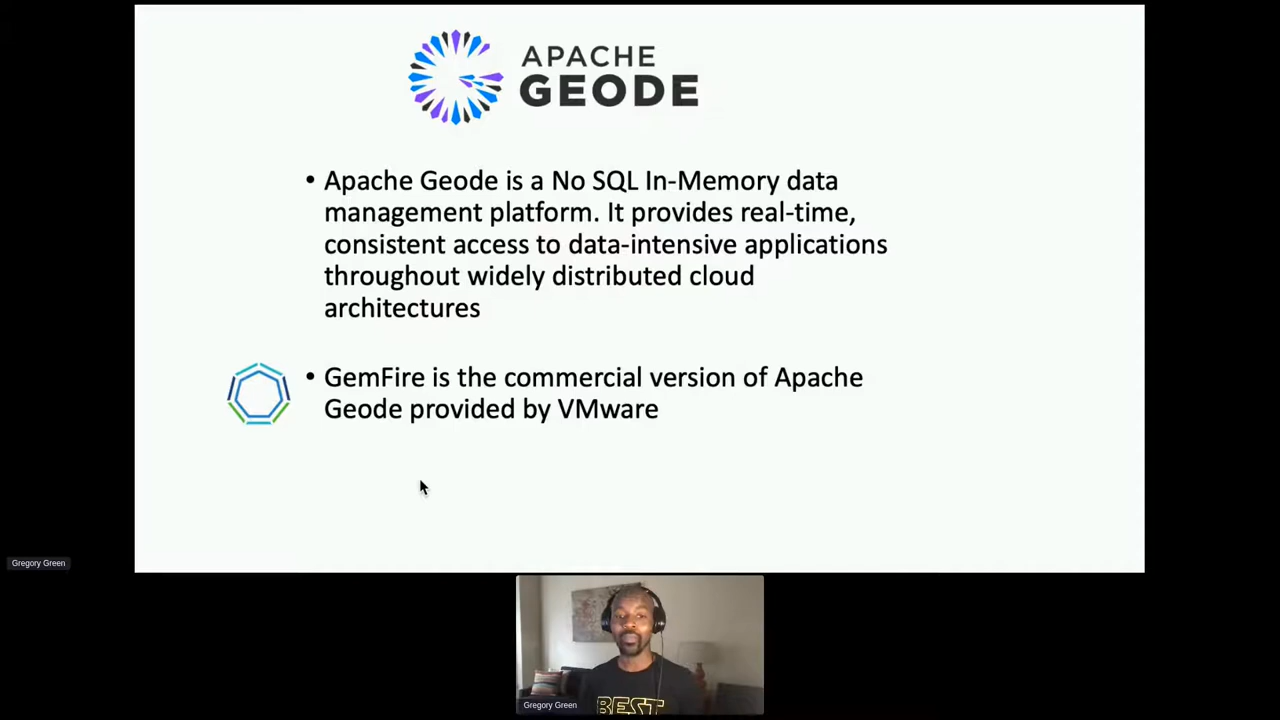 APACHE
GEODE
• Apache Geode is a No SQL In-Memory data
management platform. It provides real-time,
consistent access to data-intensive applications
throughout widely distributed cloud
architectures
• GemFire is the commercial version of Apache
Geode provided by VMware
Gregory Green
Gregory Green
BEST